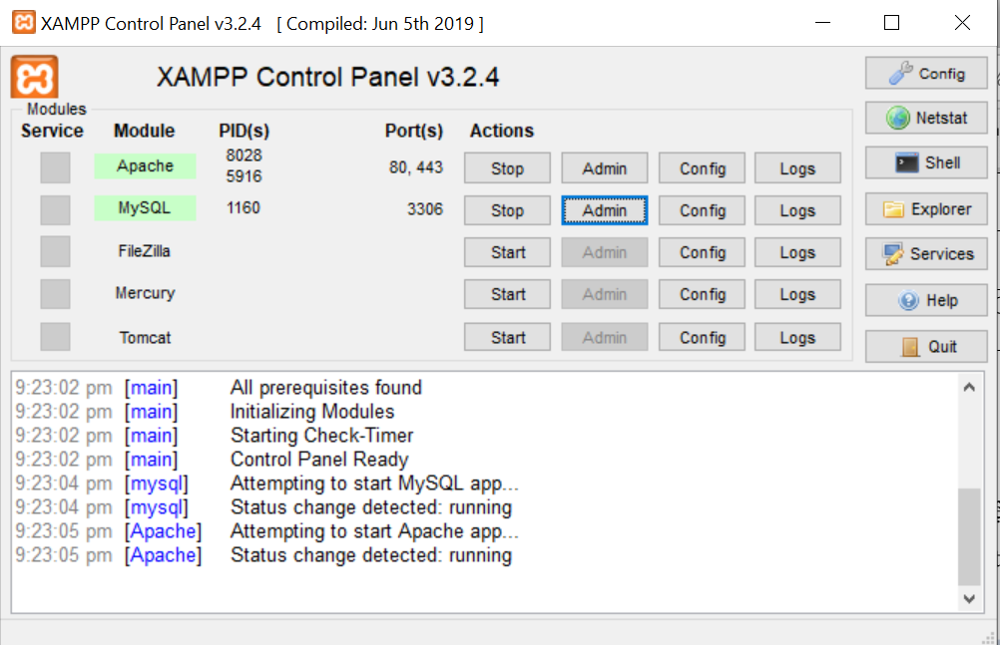 XAMPP Control Panel v3.2.4 [ Compiled: Jun 5th 2019 ]
XAMPP Control Panel v3.2.4
Config
Netstat
Shell
Explorer
Services
Help
Quit
Modules
Service Module PID(s) Port(s) Actions
Apache 8028 5916 80, 443 Stop Admin Config Logs
MySQL 1160 3306 Stop Admin Config Logs
FileZilla Start Admin Config Logs
Mercury Start Admin Config Logs
Tomcat Start Admin Config Logs
9:23:02 pm [main] All prerequisites found
9:23:02 pm [main] Initializing Modules
9:23:02 pm [main] Starting Check-Timer
9:23:02 pm [main] Control Panel Ready
9:23:04 pm [mysql] Attempting to start MySQL app...
9:23:04 pm [mysql] Status change detected: running
9:23:05 pm [Apache] Attempting to start Apache app...
9:23:05 pm [Apache] Status change detected: running